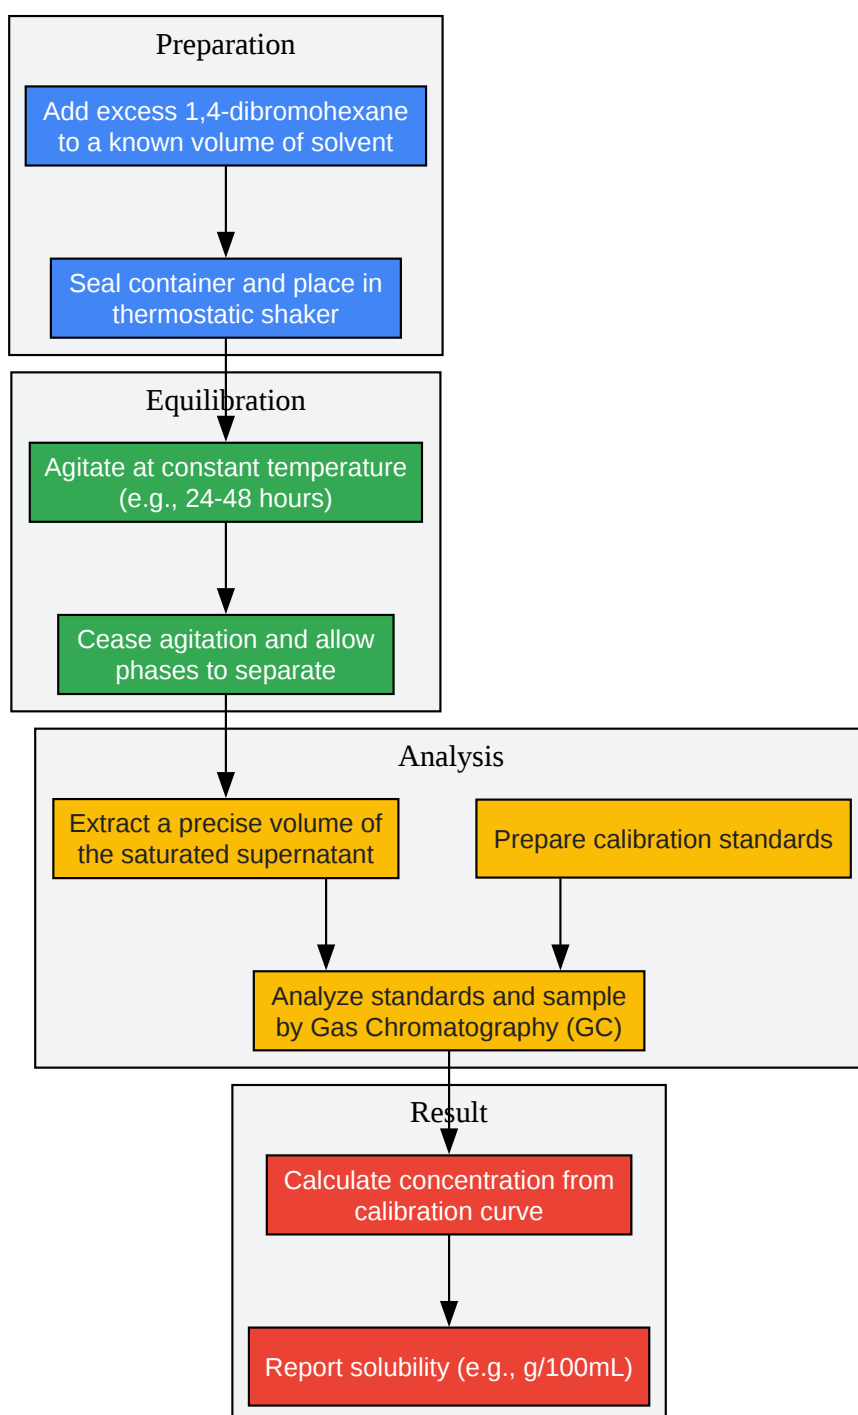 Preparation
Add excess 1,4-dibromohexane
to a known volume of solvent
Seal container and place in
thermostatic shaker
Equilibration
Agitate at constant temperature
(e.g., 24-48 hours)
Cease agitation and allow
phases to separate
Analysis
Extract a precise volume of
the saturated supernatant
Prepare calibration standards
Analyze standards and sample
by Gas Chromatography (GC)
Result
Calculate concentration from
calibration curve
Report solubility (e.g., g/100mL)